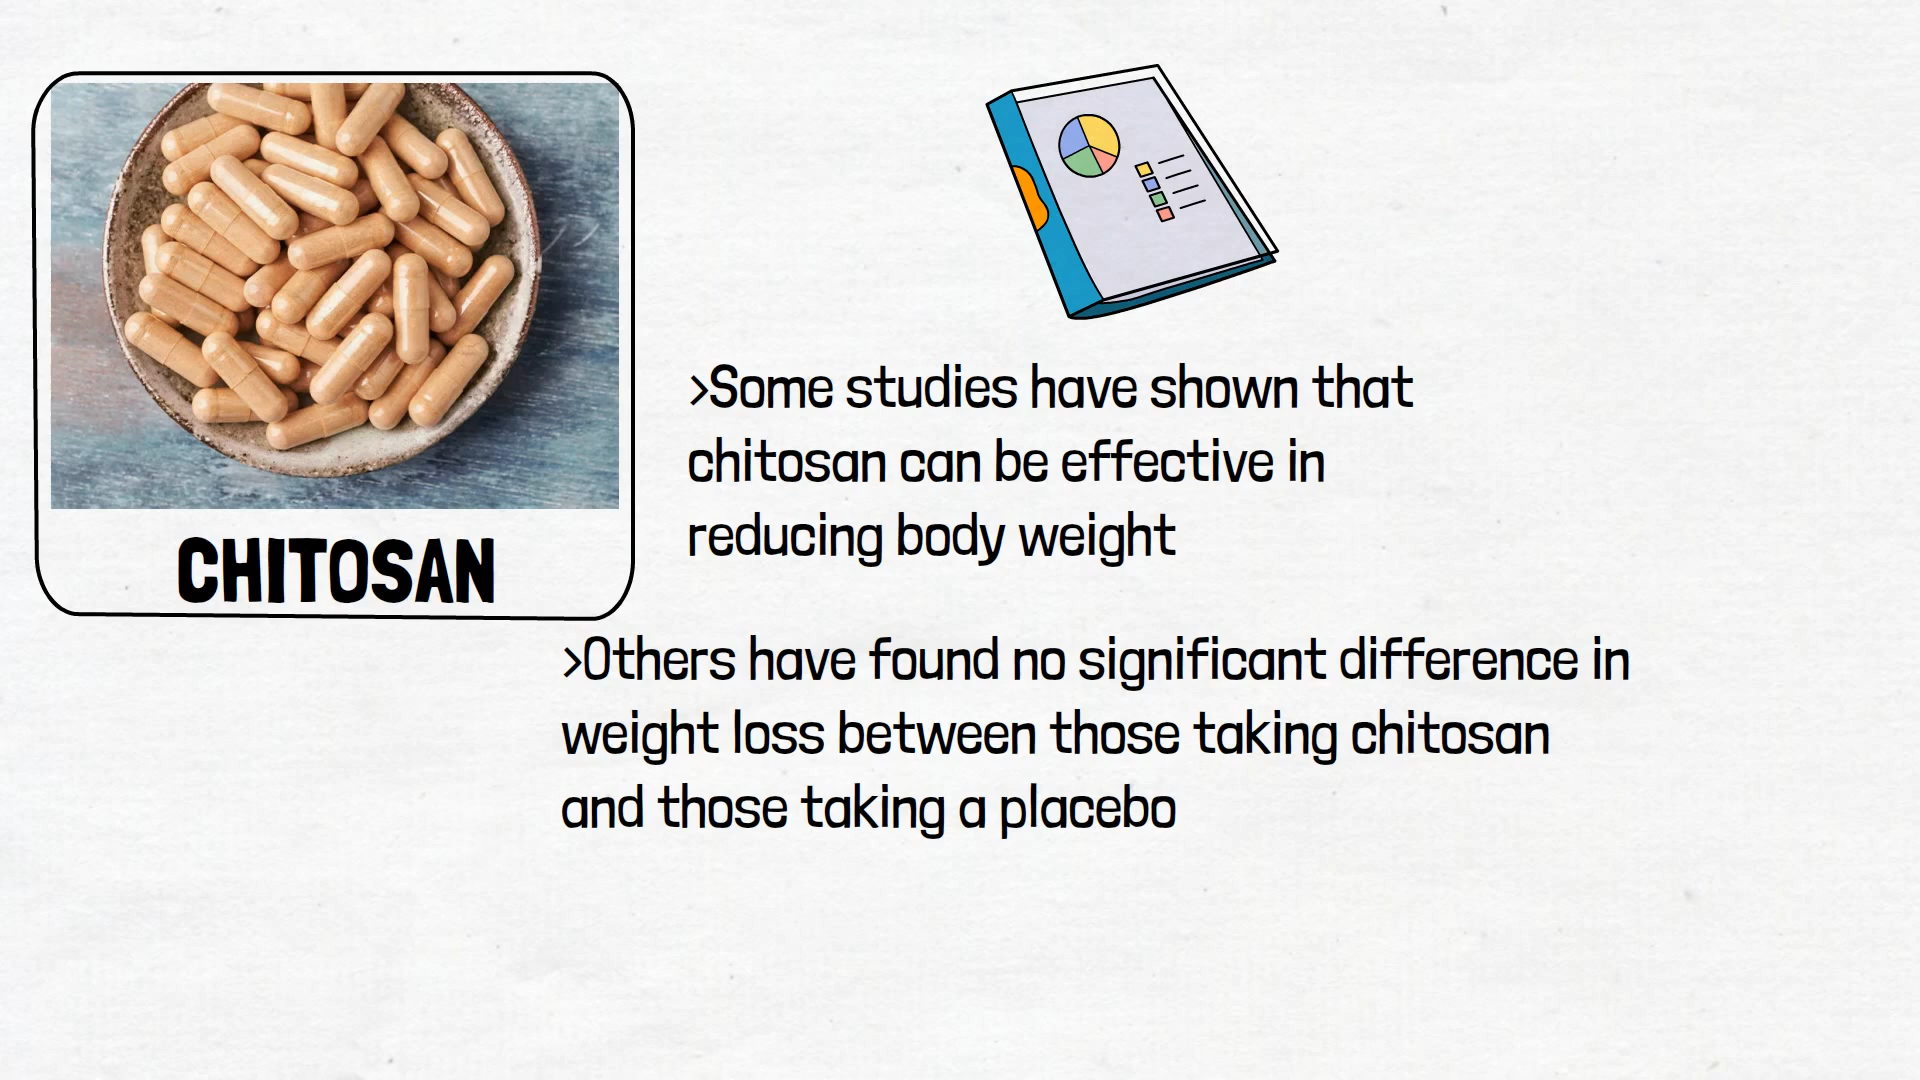 CHITOSAN
>Some studies have shown that
chitosan can be effective in
reducing body weight
>Others have found no significant difference in
weight loss between those taking chitosan
and those taking a placebo